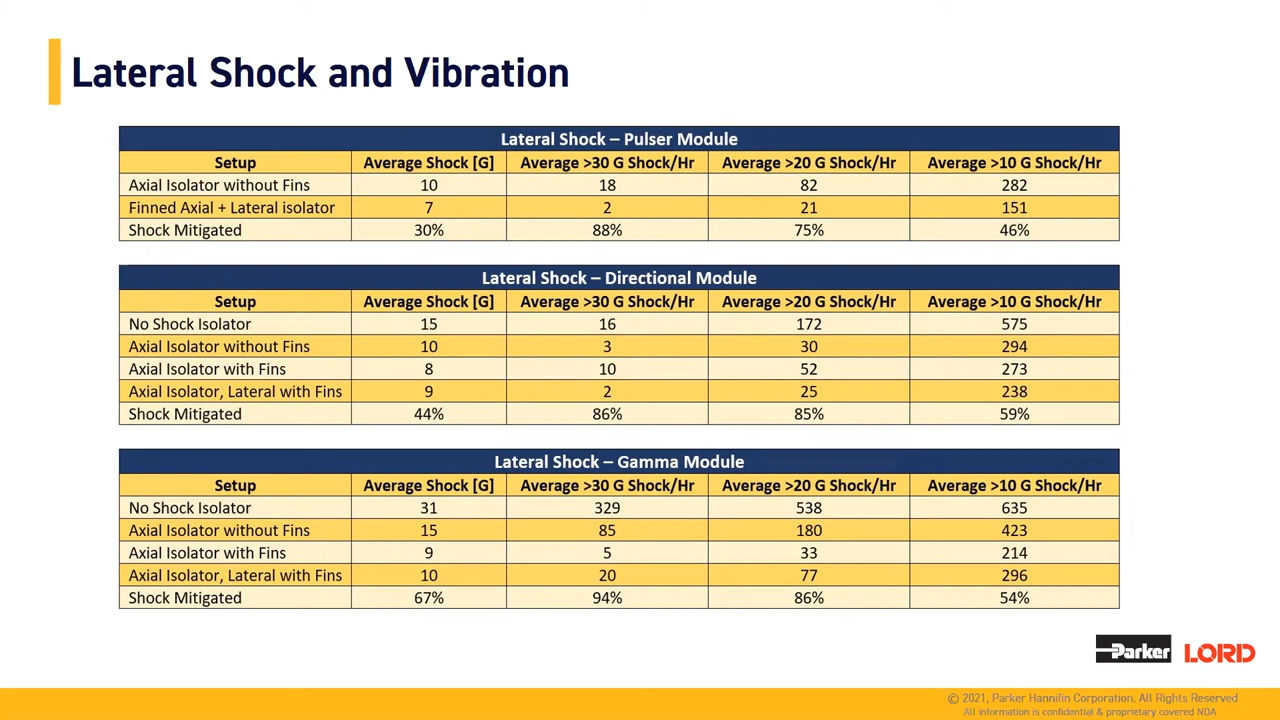 Lateral Shock and Vibration
Lateral Shock – Pulser Module
Setup Average Shock [G] Average >30 G Shock/Hr Average >20 G Shock/Hr Average >10 G Shock/Hr
Axial Isolator without Fins 10 18 82 282
Finned Axial + Lateral isolator 7 2 21 151
Shock Mitigated 30% 88% 75% 46%
Lateral Shock – Directional Module
Setup Average Shock [G] Average >30 G Shock/Hr Average >20 G Shock/Hr Average >10 G Shock/Hr
No Shock Isolator 15 16 172 575
Axial Isolator without Fins 10 3 30 294
Axial Isolator with Fins 8 10 52 273
Axial Isolator, Lateral with Fins 9 2 25 238
Shock Mitigated 44% 86% 85% 59%
Lateral Shock – Gamma Module
Setup Average Shock [G] Average >30 G Shock/Hr Average >20 G Shock/Hr Average >10 G Shock/Hr
No Shock Isolator 31 329 538 635
Axial Isolator without Fins 15 85 180 423
Axial Isolator with Fins 9 5 33 214
Axial Isolator, Lateral with Fins 10 20 77 296
Shock Mitigated 67% 94% 86% 54%
Parker LORD
© 2021, Parker Hannifin Corporation. All Rights Reserved
All information is confidential & proprietary covered NDA